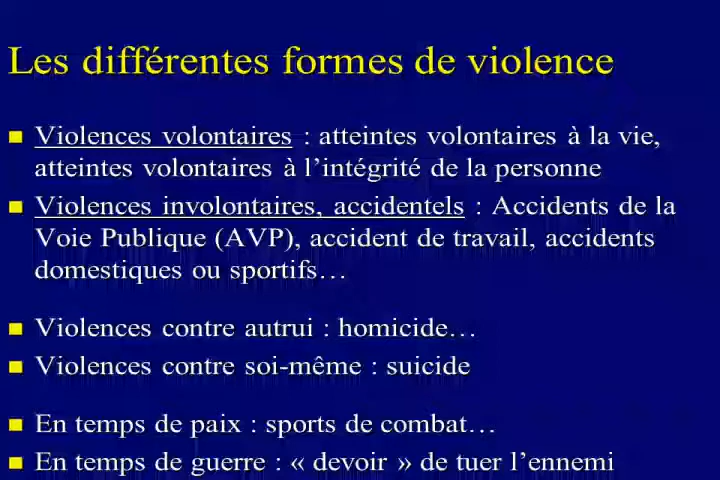 Les différentes formes de violence
Violences volontaires : atteintes volontaires à la vie,
atteintes volontaires à l’intégrité de la personne
Violences involontaires, accidentels : Accidents de la
Voie Publique (AVP), accident de travail, accidents
domestiques ou sportifs…
Violences contre autrui : homicide…
Violences contre soi-même : suicide
En temps de paix : sports de combat…
En temps de guerre : « devoir » de tuer l’ennemi